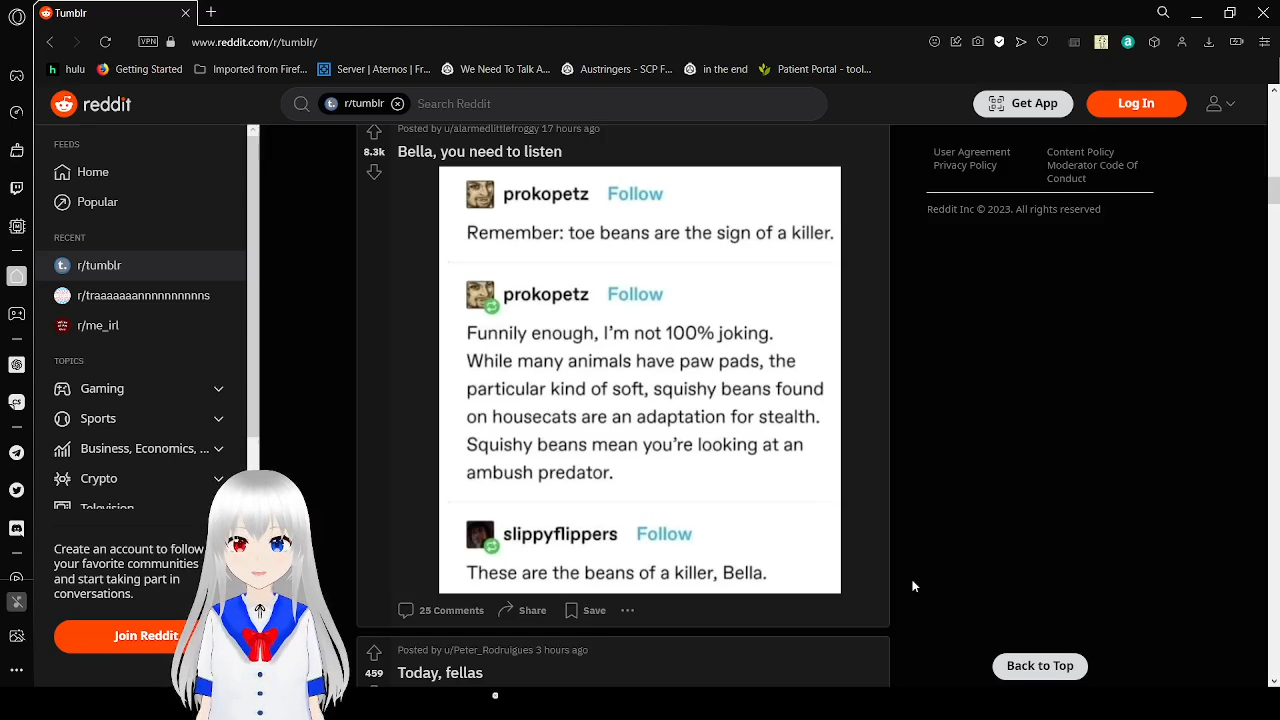 Tumblr
VPN
www.reddit.com/r/tumblr/
hulu
Getting Started
Imported from Firef...
Server | Aternos | Fr...
We Need To Talk A...
Austringers - SCP F...
in the end
Patient Portal - tool...
reddit
r/tumblr
Search Reddit
Get App
Log In
FEEDS
Home
Popular
RECENT
r/tumblr
r/traaaaaaannnnnnnnnns
r/me_irl
TOPICS
Gaming
Sports
Business, Economics, ...
Crypto
Television
Create an account to follow
your favorite communities
and start taking part in
conversations.
Join Reddit
Posted by u/alarmedlittlefroggy 17 hours ago
8.3k
Bella, you need to listen
prokopetz Follow
Remember: toe beans are the sign of a killer.
prokopetz Follow
Funnily enough, I'm not 100% joking.
While many animals have paw pads, the
particular kind of soft, squishy beans found
on housecats are an adaptation for stealth.
Squishy beans mean you're looking at an
ambush predator.
slippyflippers Follow
These are the beans of a killer, Bella.
25 Comments
Share
Save
Posted by u/Peter_Rodruigues 3 hours ago
459
Today, fellas
User Agreement
Privacy Policy
Content Policy
Moderator Code Of
Conduct
Reddit Inc © 2023. All rights reserved
Back to Top